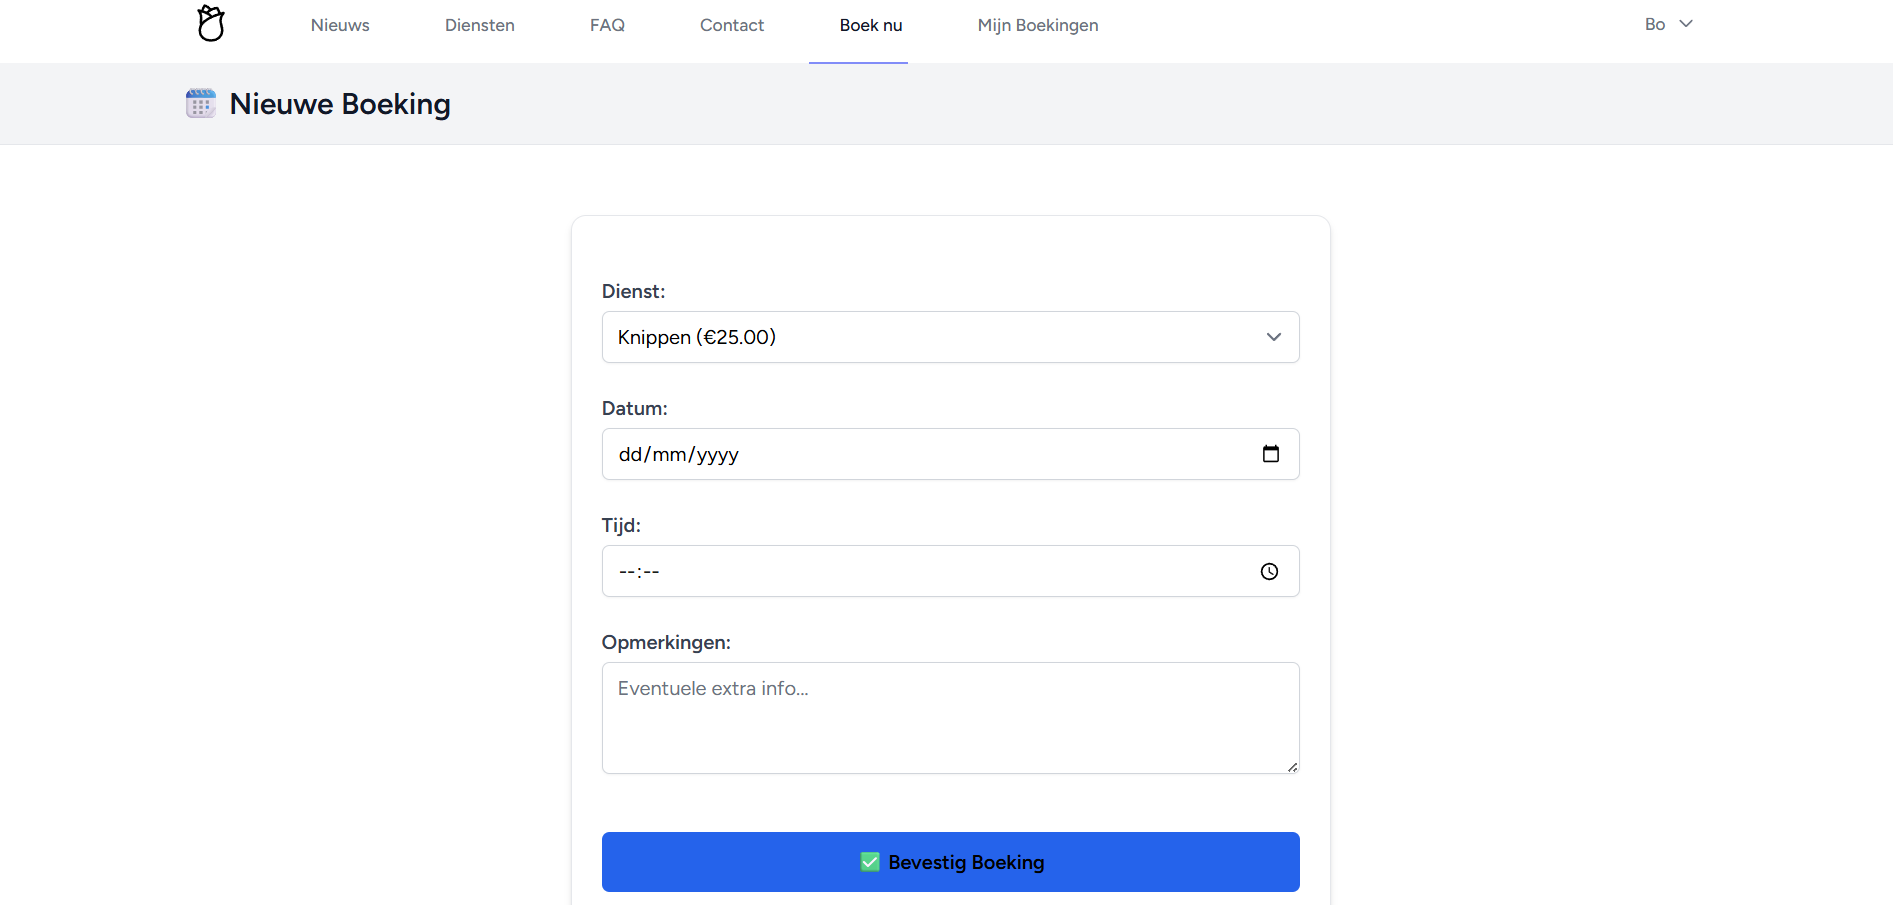 Nieuws Diensten FAQ Contact Boek nu Mijn Boekingen Bo
Nieuwe Boeking
Dienst:
Knippen (€25.00)
Datum:
dd/mm/yyyy
Tijd:
--:--
Opmerkingen:
Eventuele extra info...
Bevestig Boeking